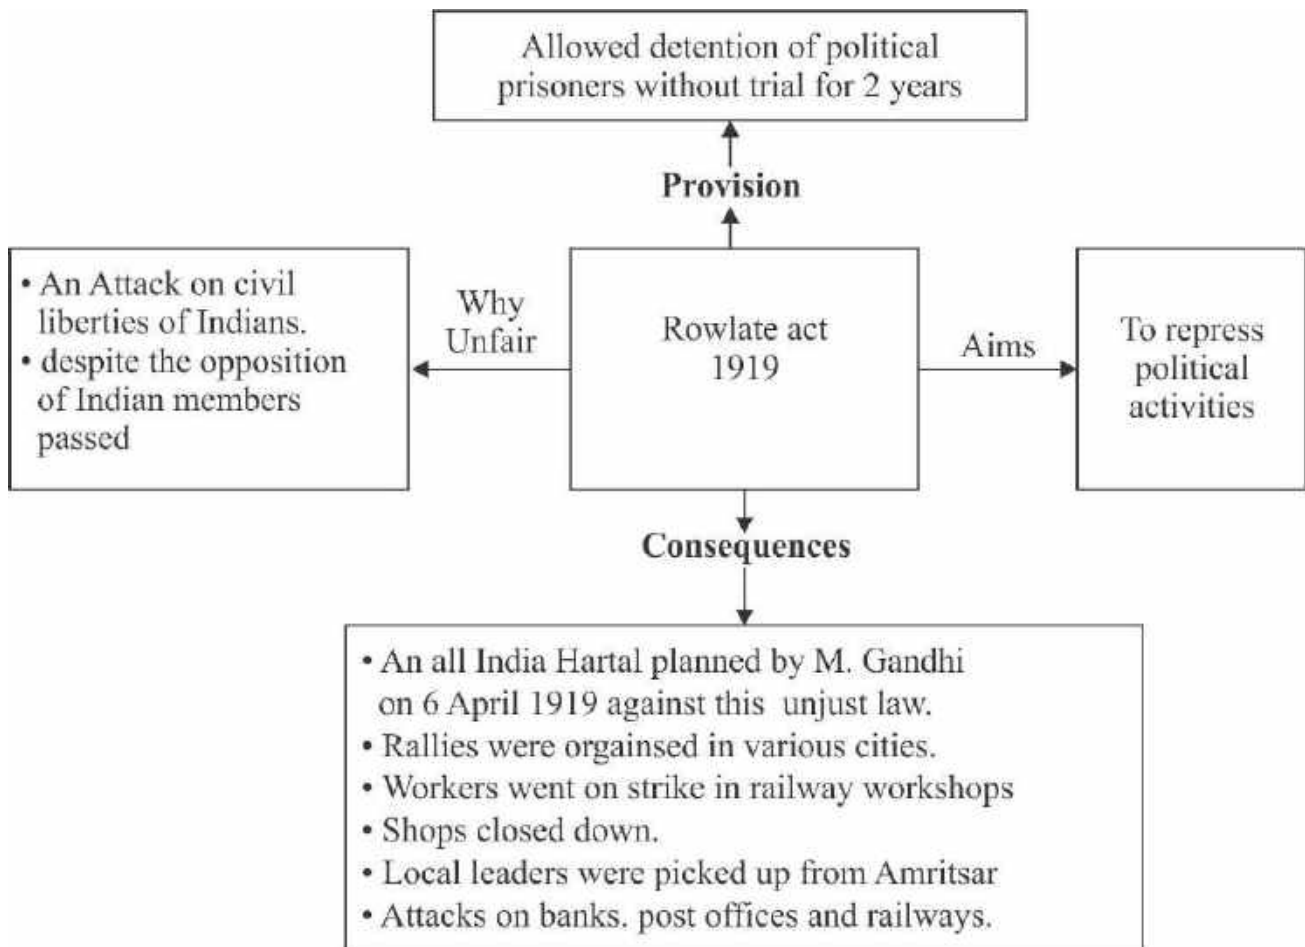 Allowed detention of political
prisoners without trial for 2 years
Provision
• An Attack on civil
liberties of Indians.
• despite the opposition
of Indian members
passed
Why
Unfair
Rowlate act
1919
Aims
To repress
political
activities
Consequences
• An all India Hartal planned by M. Gandhi
on 6 April 1919 against this unjust law.
• Rallies were orgainsed in various cities.
• Workers went on strike in railway workshops
• Shops closed down.
• Local leaders were picked up from Amritsar
• Attacks on banks. post offices and railways.